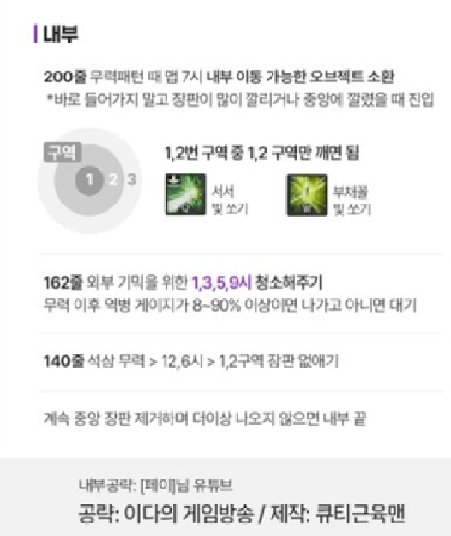 내부
200줄 무력패턴 때 맵 7시 내부 이동 가능한 오브젝트 소환
*바로 들어가지 말고 장판이 많이 깔리거나 중앙에 깔렸을 때 진입
구역
1 2 3
1,2번 구역 중 1,2 구역만 깨면 됨
서서
빛 쏘기
부채꼴
빛 쏘기
162줄 외부 기믹을 위한 1,3,5,9시 청소해주기
무력 이후 역병 게이지가 8~90% 이상이면 나가고 아니면 대기
140줄 석상 무력 > 12,6시 > 1,2구역 장판 없애기
계속 중앙 장판 제거하며 더이상 나오지 않으면 내부 끝
내부공략: [페이]님 유튜브
공략: 이다의 게임방송 / 제작: 큐티근육맨